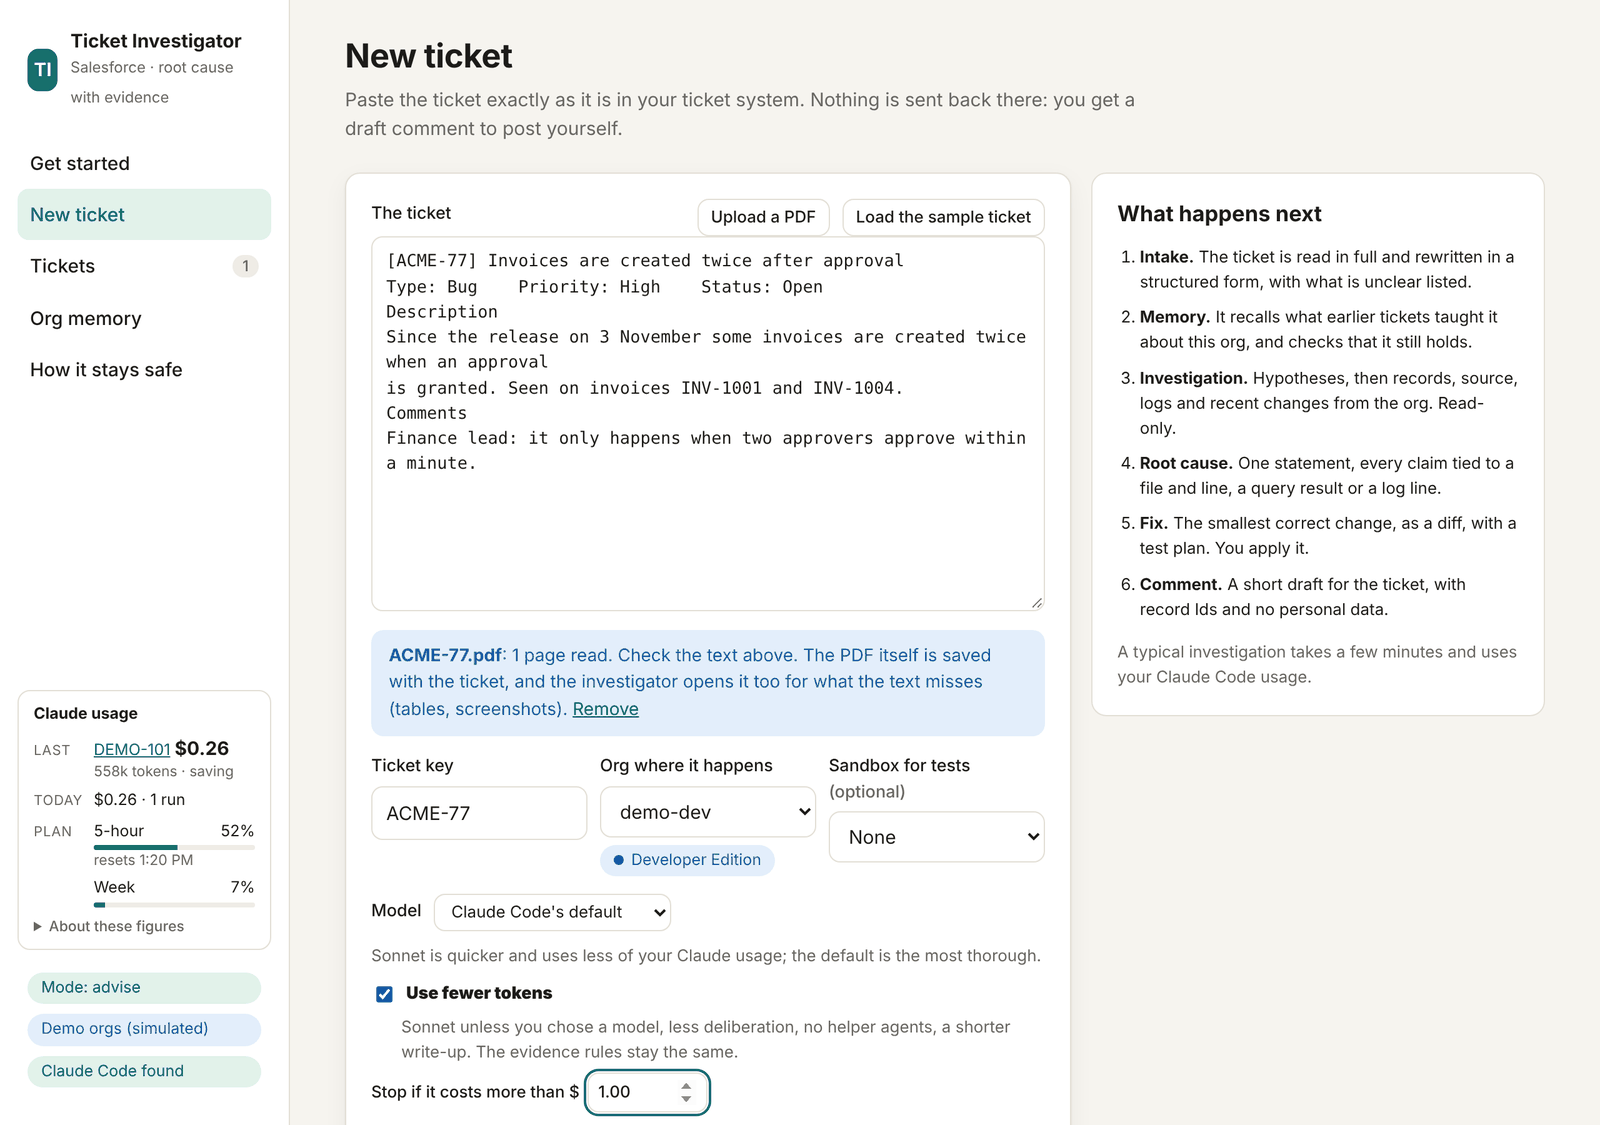 TI
Ticket Investigator
Salesforce · root cause
with evidence
Get started
New ticket
Tickets 1
Org memory
How it stays safe
Claude usage
LAST DEMO-101 $0.26
558k tokens · saving
TODAY $0.26 · 1 run
PLAN 5-hour 52%
resets 1:20 PM
Week 7%
About these figures
Mode: advise
Demo orgs (simulated)
Claude Code found
New ticket
Paste the ticket exactly as it is in your ticket system. Nothing is sent back there: you get a
draft comment to post yourself.
The ticket
Upload a PDF
Load the sample ticket
[ACME-77] Invoices are created twice after approval
Type: Bug    Priority: High    Status: Open
Description
Since the release on 3 November some invoices are created twice
when an approval
is granted. Seen on invoices INV-1001 and INV-1004.
Comments
Finance lead: it only happens when two approvers approve within
a minute.
ACME-77.pdf: 1 page read. Check the text above. The PDF itself is saved
with the ticket, and the investigator opens it too for what the text misses
(tables, screenshots). Remove
Ticket key
ACME-77
Org where it happens
demo-dev
Developer Edition
Sandbox for tests
(optional)
None
Model Claude Code's default
Sonnet is quicker and uses less of your Claude usage; the default is the most thorough.
Use fewer tokens
Sonnet unless you chose a model, less deliberation, no helper agents, a shorter
write-up. The evidence rules stay the same.
Stop if it costs more than $ 1.00
What happens next
1. Intake. The ticket is read in full and rewritten in a
structured form, with what is unclear listed.
2. Memory. It recalls what earlier tickets taught it
about this org, and checks that it still holds.
3. Investigation. Hypotheses, then records, source,
logs and recent changes from the org. Read-
only.
4. Root cause. One statement, every claim tied to a
file and line, a query result or a log line.
5. Fix. The smallest correct change, as a diff, with a
test plan. You apply it.
6. Comment. A short draft for the ticket, with
record Ids and no personal data.
A typical investigation takes a few minutes and uses
your Claude Code usage.